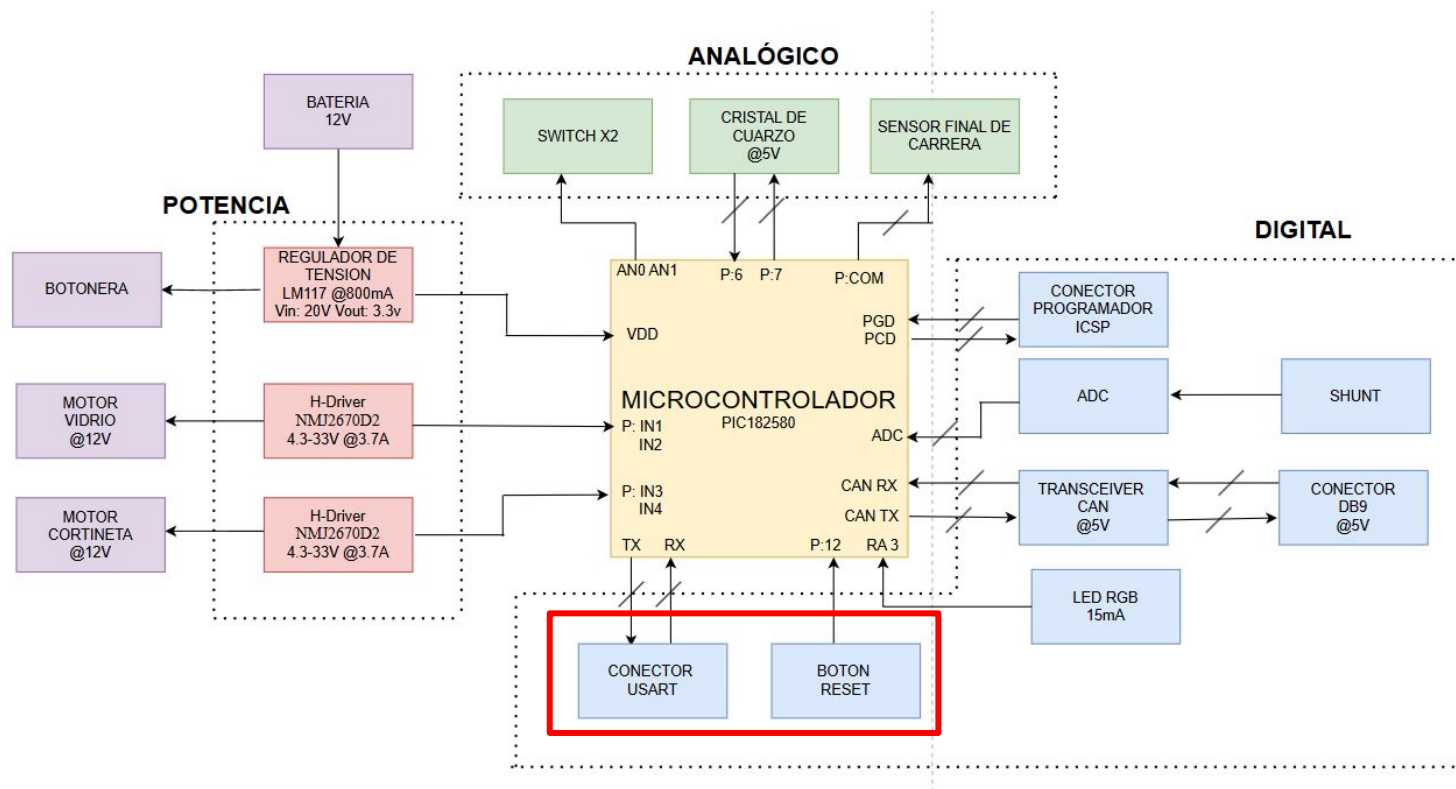 ANALÓGICO
BATERIA
12V
SWITCH X2
CRISTAL DE
CUARZO
@5V
SENSOR FINAL DE
CARRERA
POTENCIA
DIGITAL
BOTONERA
REGULADOR DE
TENSION
LM117 @800mA
Vin: 20V Vout: 3.3v
AN0 AN1
P:6
P:7
P:COM
VDD
PGD
PCD
CONECTOR
PROGRAMADOR
ICSP
MOTOR
VIDRIO
@12V
H-Driver
NMJ2670D2
4.3-33V @3.7A
MICROCONTROLADOR
PIC182580
P: IN1
IN2
ADC
ADC
SHUNT
MOTOR
CORTINETA
@12V
H-Driver
NMJ2670D2
4.3-33V @3.7A
P: IN3
IN4
CAN RX
CAN TX
TRANSCEIVER
CAN
@5V
CONECTOR
DB9
@5V
TX
RX
P:12
RA 3
LED RGB
15mA
CONECTOR
USART
BOTON
RESET